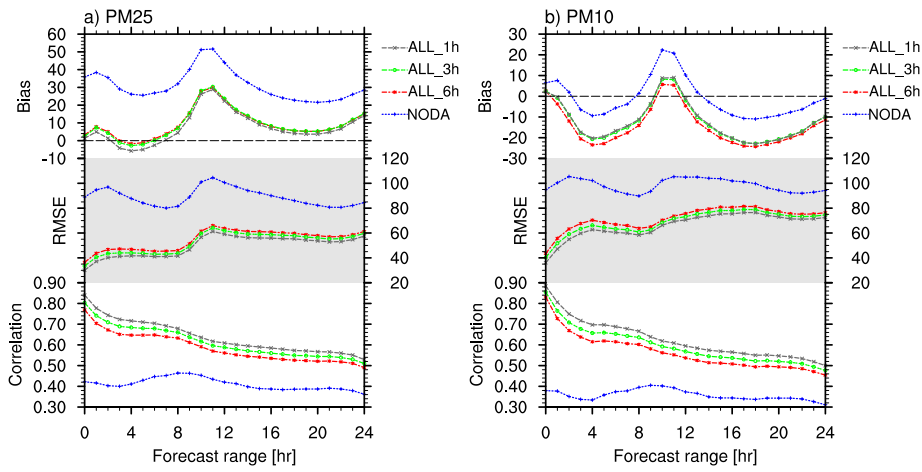 a) PM25
60
50
40
30
20
10
0
-10
Bias
ALL_1h
ALL_3h
ALL_6h
NODA
120
100
80
60
40
20
RMSE
0.90
0.80
0.70
0.60
0.50
0.40
0.30
Correlation
0 4 8 12 16 20 24
Forecast range [hr]
b) PM10
30
20
10
0
-10
-20
-30
Bias
ALL_1h
ALL_3h
ALL_6h
NODA
120
100
80
60
40
20
RMSE
0.90
0.80
0.70
0.60
0.50
0.40
0.30
Correlation
0 4 8 12 16 20 24
Forecast range [hr]